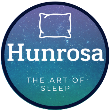 Hunrosa
THE ART OF
SLEEP